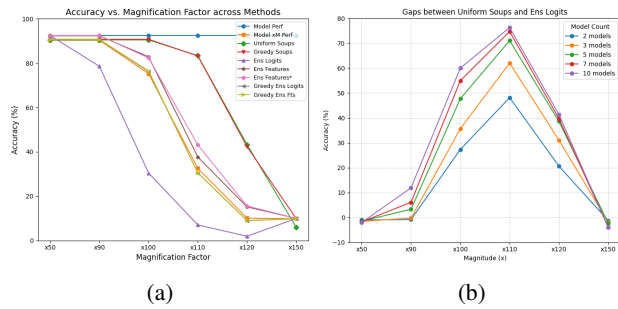 Accuracy vs. Magnification Factor across Methods
100
80
60
40
20
0
Accuracy (%)
x50 x90 x100 x110 x120 x150
Magnification Factor
Model Perf
Model xM Perf
Uniform Soups
Greedy Soups
Ens Logits
Ens Features
Ens Features*
Greedy Ens Logits
Greedy Ens Fts
(a)
Gaps between Uniform Soups and Ens Logits
80
70
60
50
40
30
20
10
0
−10
Accuracy (%)
x50 x90 x100 x110 x120 x150
Magnitude (x)
Model Count
2 models
3 models
5 models
7 models
10 models
(b)